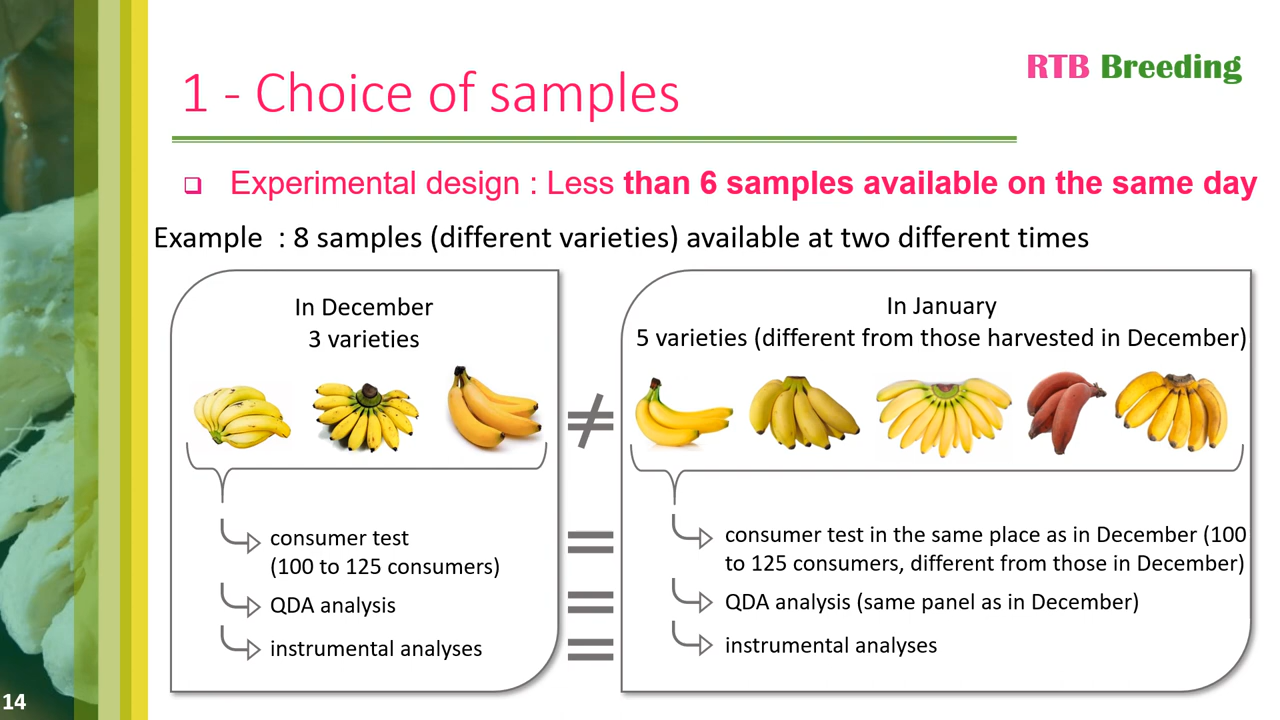 RTB Breeding
1 - Choice of samples
❑ Experimental design : Less than 6 samples available on the same day
Example : 8 samples (different varieties) available at two different times
In December
3 varieties
consumer test
(100 to 125 consumers)
QDA analysis
instrumental analyses
≠
=
=
=
In January
5 varieties (different from those harvested in December)
consumer test in the same place as in December (100
to 125 consumers, different from those in December)
QDA analysis (same panel as in December)
instrumental analyses
14